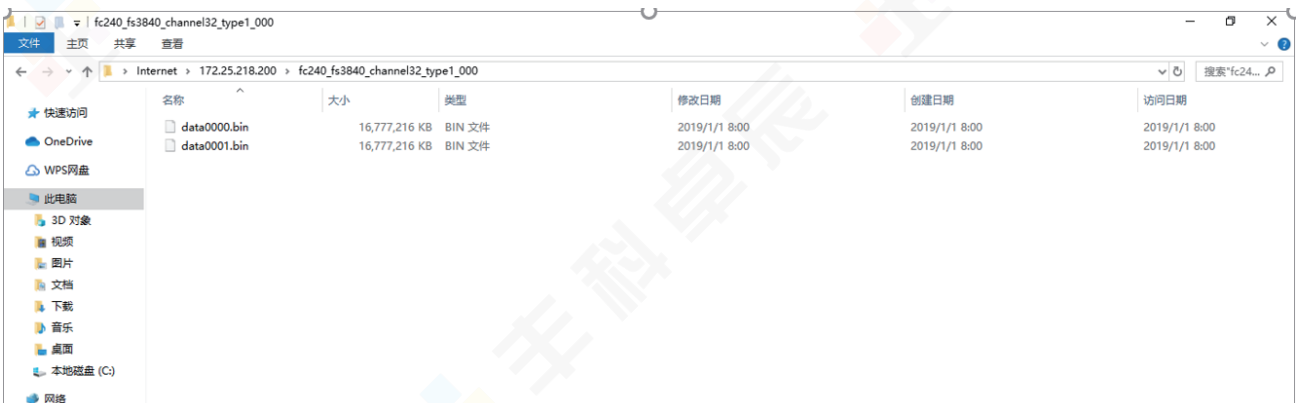 fc240_fs3840_channel32_type1_000
文件 主页 共享 查看
Internet 172.25.218.200 fc240_fs3840_channel32_type1_000 搜索"fc24...
名称 大小 类型 修改日期 创建日期 访问日期
快速访问
data0000.bin 16,777,216 KB BIN 文件 2019/1/1 8:00 2019/1/1 8:00 2019/1/1 8:00
OneDrive
data0001.bin 16,777,216 KB BIN 文件 2019/1/1 8:00 2019/1/1 8:00 2019/1/1 8:00
WPS网盘
此电脑
3D 对象
视频
图片
文档
下载
音乐
桌面
本地磁盘 (C:)
网络
丰科卓辰